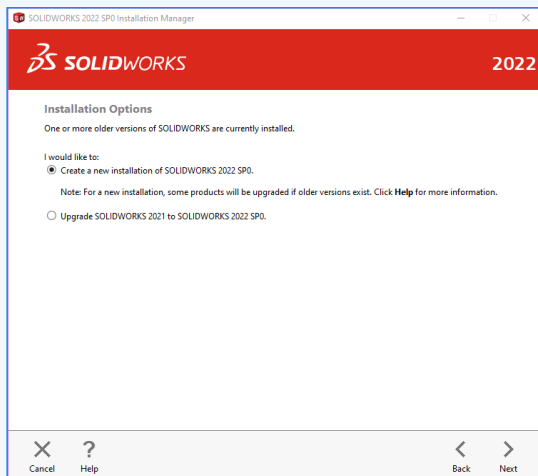 SOLIDWORKS 2022 SP0 Installation Manager
SOLIDWORKS 2022
Installation Options
One or more older versions of SOLIDWORKS are currently installed.
I would like to:
Create a new installation of SOLIDWORKS 2022 SP0.
Note: For a new installation, some products will be upgraded if older versions exist. Click Help for more information.
Upgrade SOLIDWORKS 2021 to SOLIDWORKS 2022 SP0.
Cancel Help Back Next